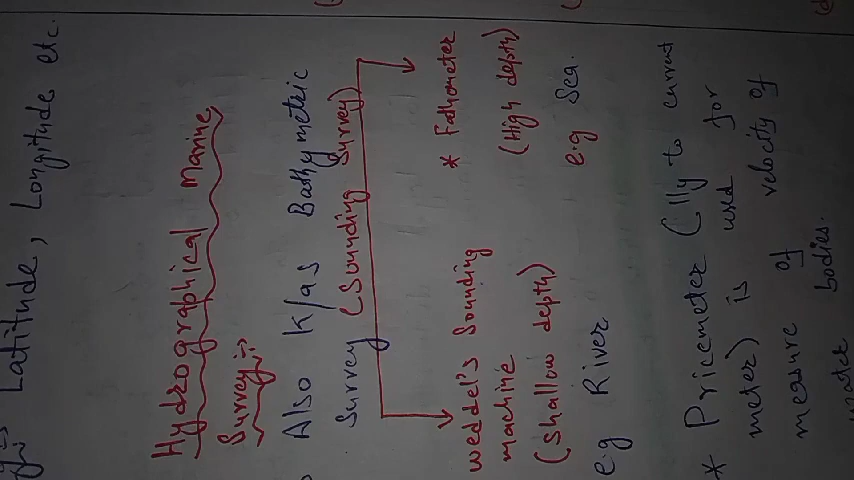 Latitude, Longitude etc.
Hydrographical Marine
Survey:-
Also K/as Bathymetric
Survey (Sounding Survey)
weddel's Sounding
machine
(Shallow depth)
e.g River
* Fathometer
(High depth)
e.g Sea.
* Pricemeter (lly to current
meter) is used for
measure of velocity of
water bodies.